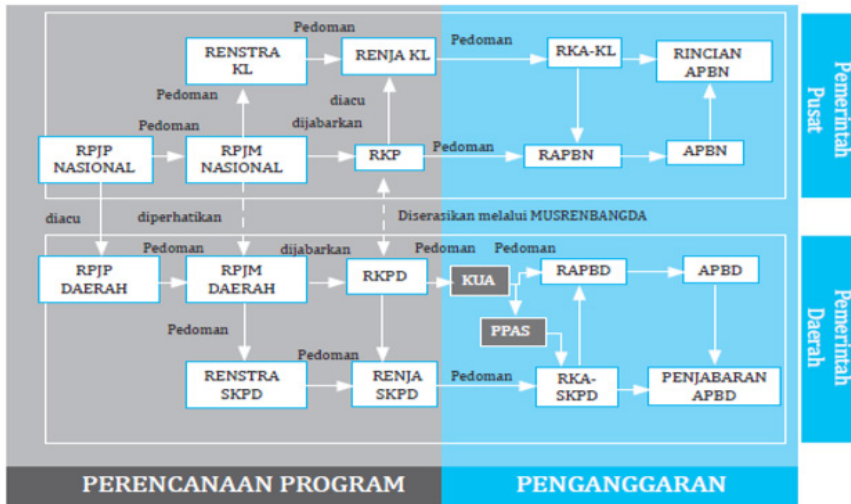 Pedoman
RENSTRA
KL
RENJA KL
Pedoman
RKA-KL
RINCIAN
APBN
Pedoman
diacu
Pedoman
dijabarkan
RPJP
NASIONAL
RPJM
NASIONAL
RKP
Pedoman
RAPBN
APBN
Pemerintah
Pusat
diacu
diperhatikan
Diserasikan melalui MUSRENBANGDA
Pedoman
dijabarkan
Pedoman
Pedoman
RPJP
DAERAH
RPJM
DAERAH
RKPD
KUA
RAPBD
APBD
PPAS
Pedoman
Pedoman
RENSTRA
SKPD
RENJA
SKPD
Pedoman
RKA-
SKPD
PENJABARAN
APBD
Pemerintah
Daerah
PERENCANAAN PROGRAM
PENGANGGARAN